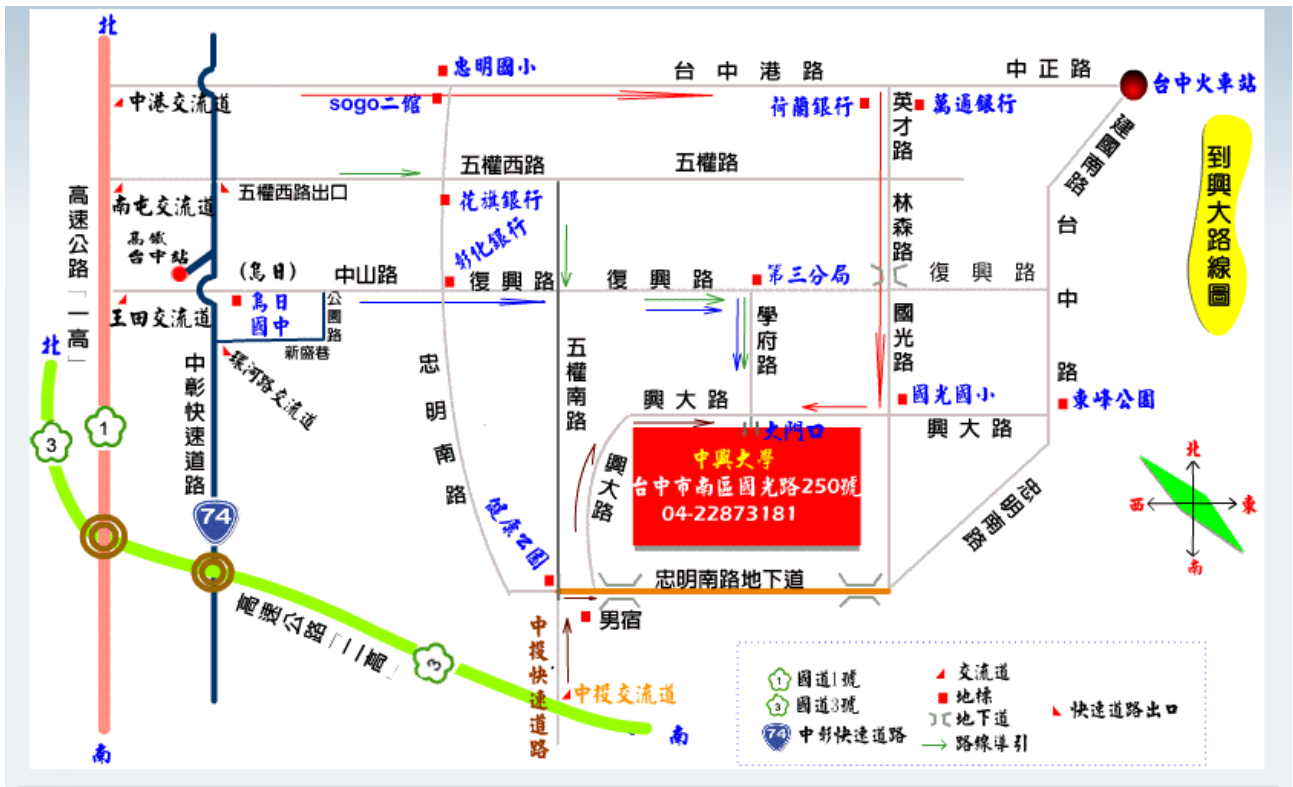 北
忠明國小
台中港路
中正路
台中火車站
中港交流道
sogo二館
荷蘭銀行
英才路
萬通銀行
建國南路
到興大路線圖
五權西路
五權路
高速公路「一高」
南屯交流道
五權西路出口
花旗銀行
林森路
台中路
高鐵
台中站
(烏日)
中山路
彰化銀行
復興路
復興路
第三分局
復興路
王田交流道
烏日
國中
公園路
學府路
國光路
北
新盛巷
環河路交流道
中彰快速道路
忠明南路
五權南路
興大路
國光國小
東峰公園
3
1
大門口
興大路
中興大學
台中市南區國光路250號
04-22873181
興大路
忠明南路
北
西
東
南
74
健康公園
忠明南路地下道
高速公路「二高」
男宿
中投快速道路
3
中投交流道
南
南
1
國道1號
3
國道3號
74
中彰快速道路
交流道
地標
地下道
路線導引
快速道路出口